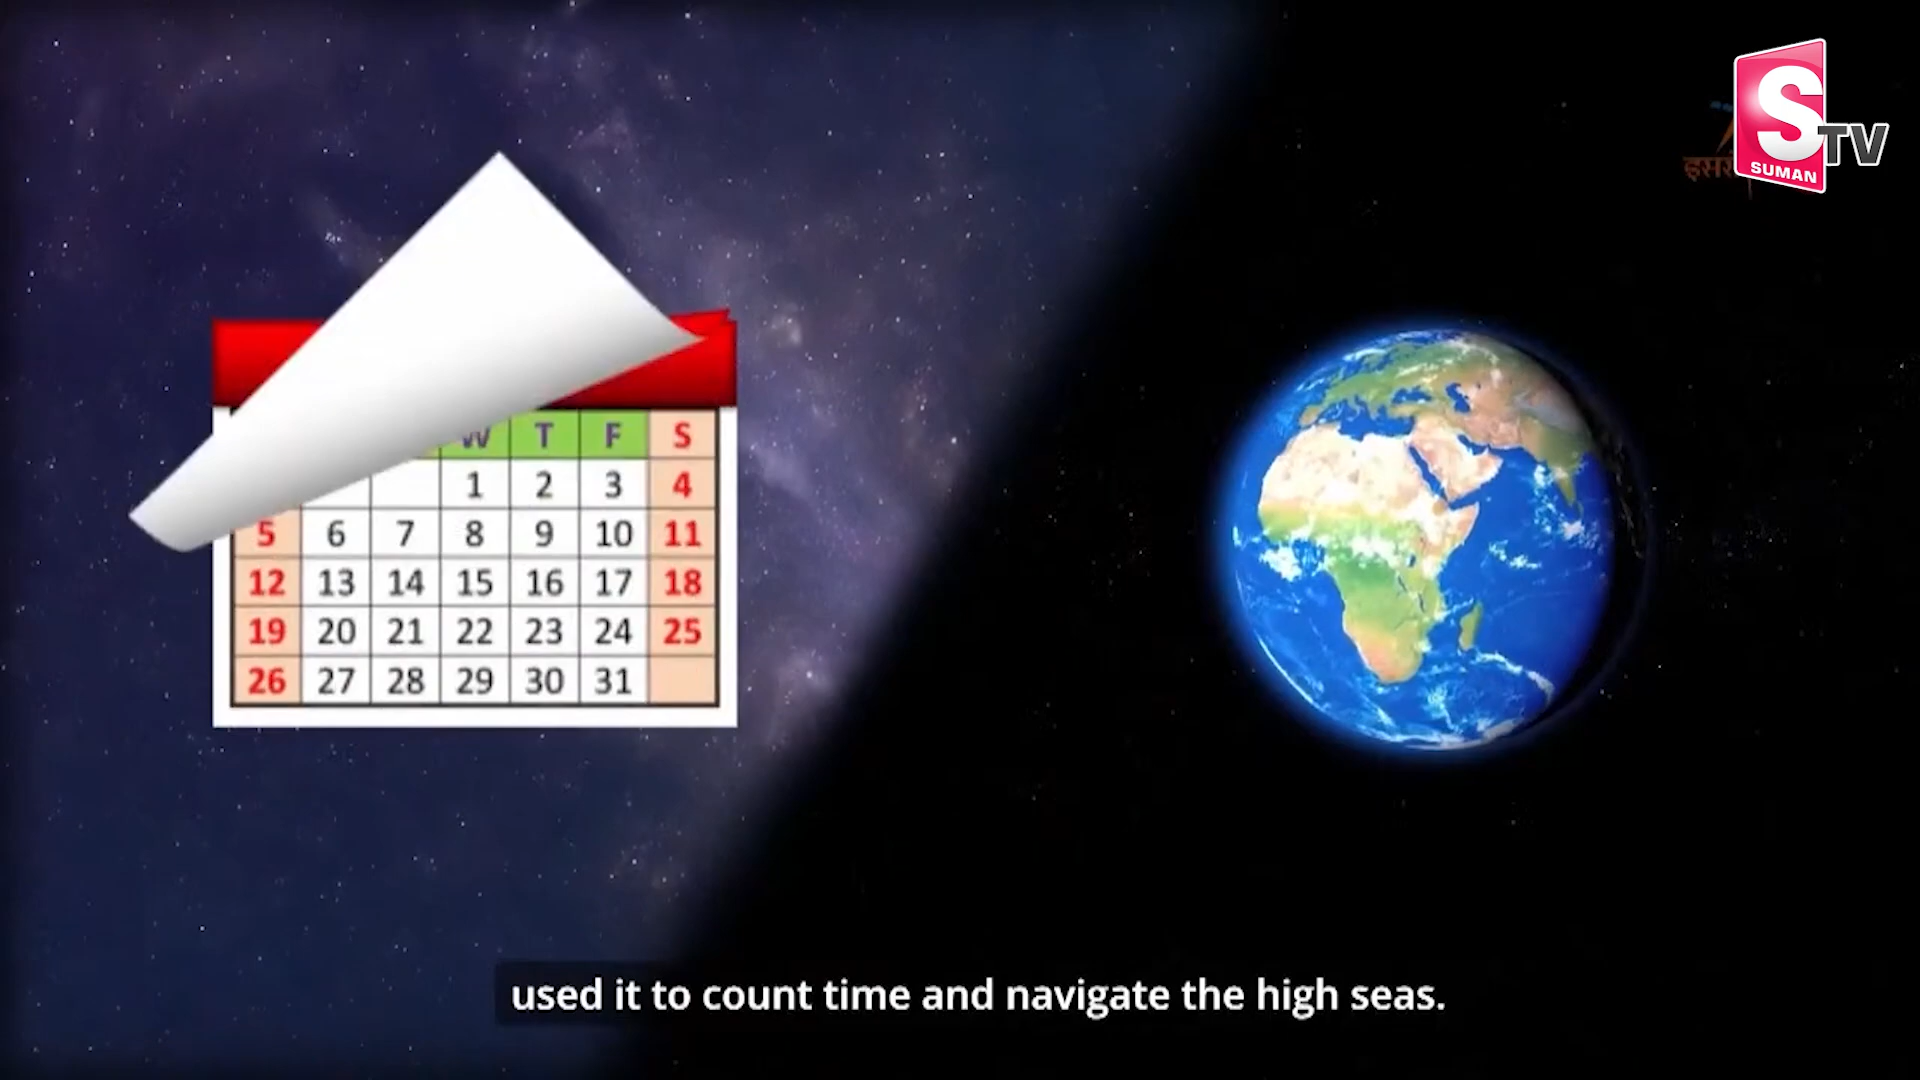 S
TV
SUMAN
W T F S
1 2 3 4
5 6 7 8 9 10 11
12 13 14 15 16 17 18
19 20 21 22 23 24 25
26 27 28 29 30 31
used it to count time and navigate the high seas.